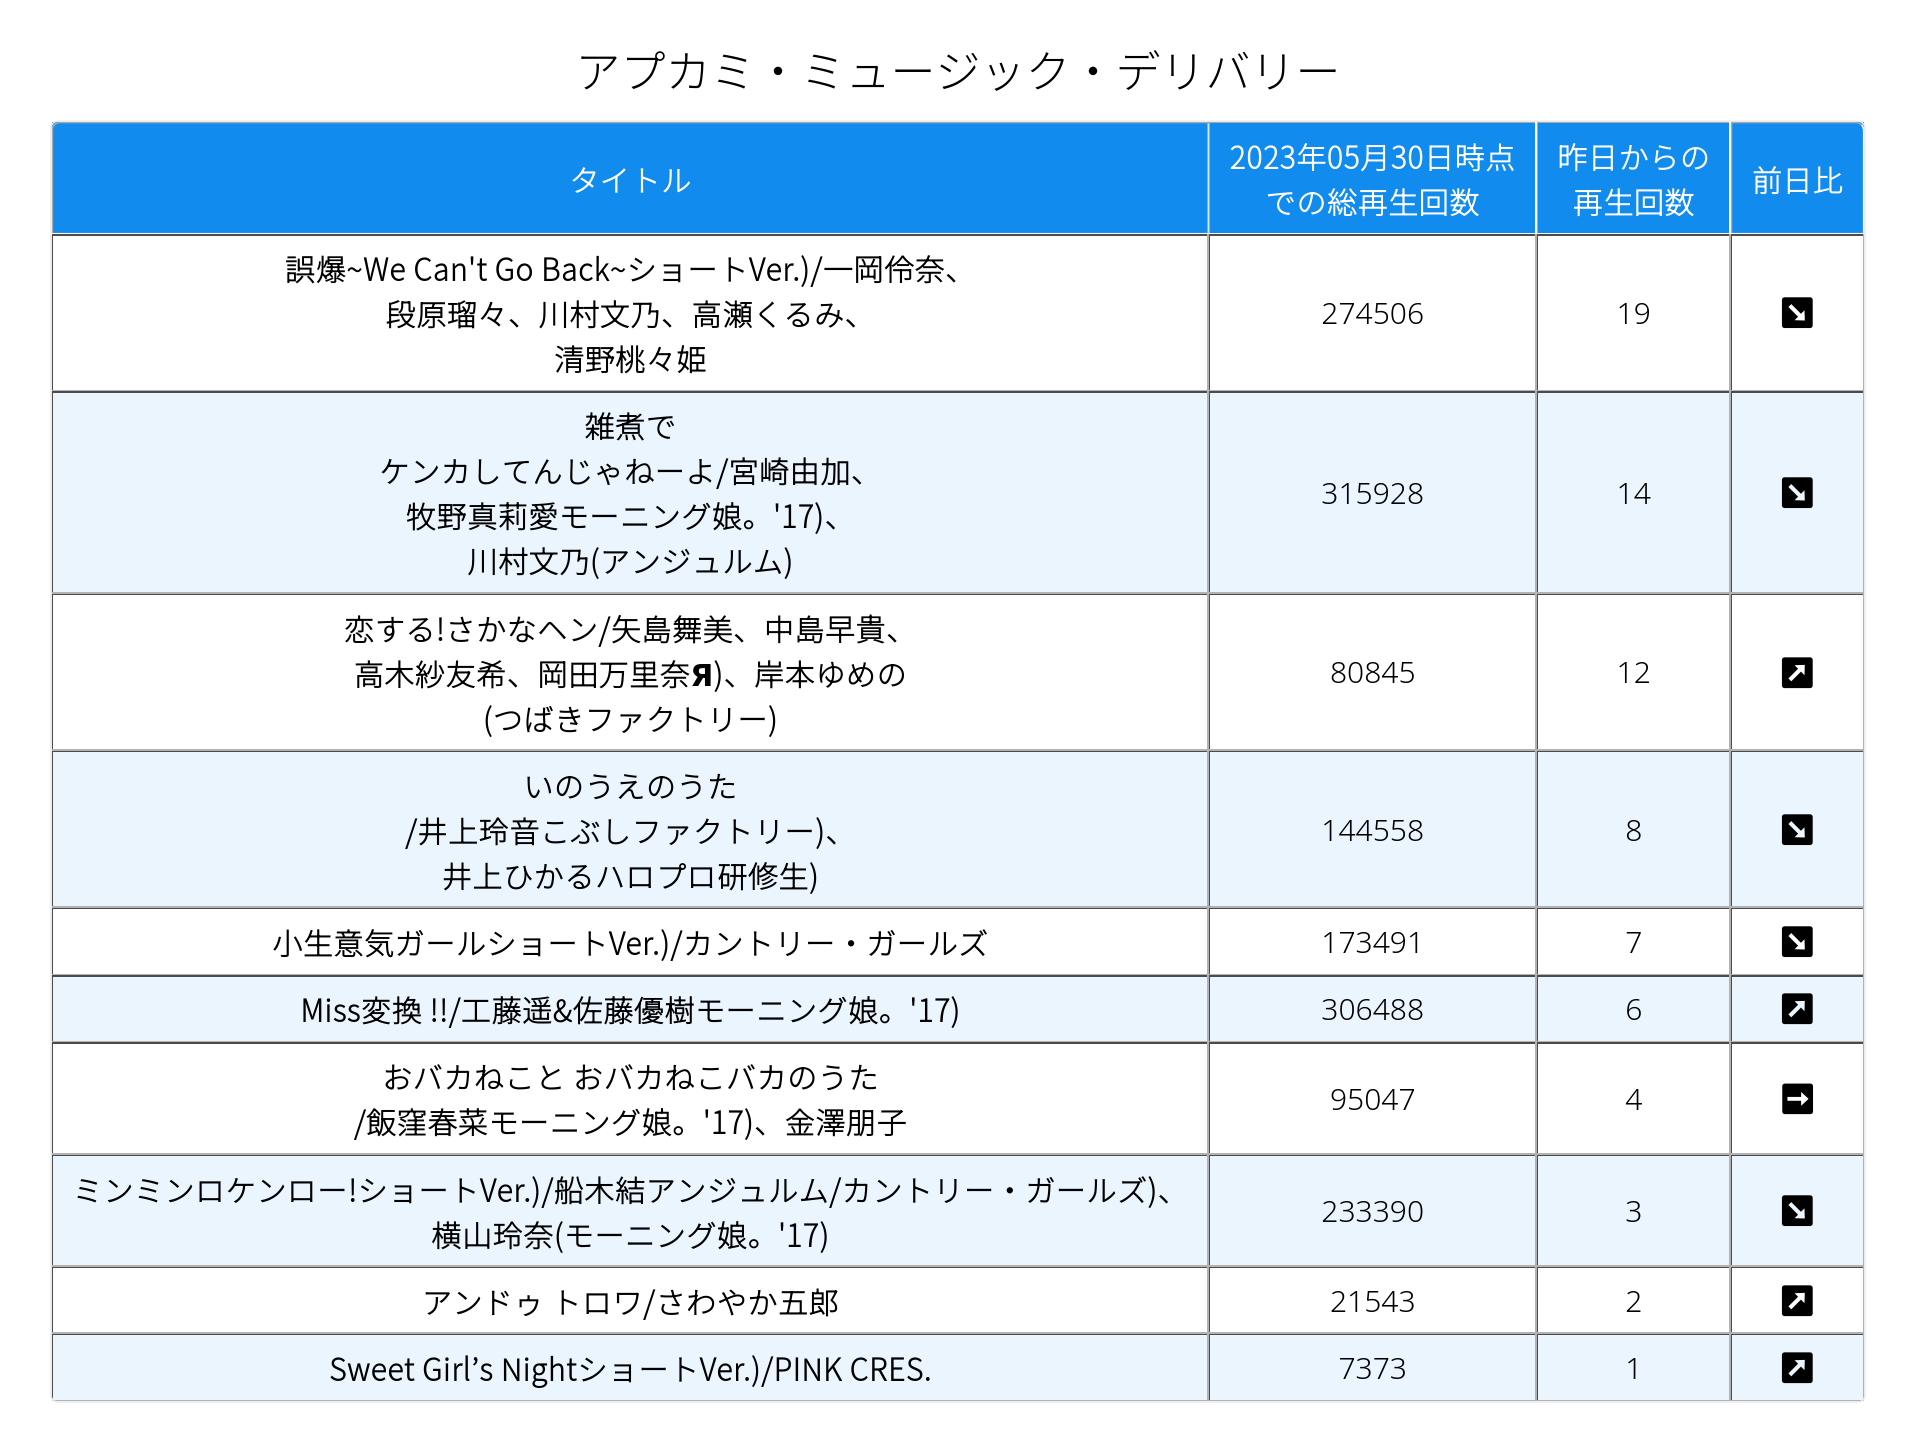 アプカミ・ミュージック・デリバリー
タイトル
2023年05月30日時点
での総再生回数
昨日からの
再生回数
前日比
誤爆~We Can't Go Back~ショートVer.)/一岡伶奈、
段原瑠々、川村文乃、高瀬くるみ、
清野桃々姫
274506
19
↘
雑煮で
ケンカしてんじゃねーよ/宮崎由加、
牧野真莉愛モーニング娘。'17)、
川村文乃(アンジュルム)
315928
14
↘
恋する!さかなヘン/矢島舞美、中島早貴、
高木紗友希、岡田万里奈Я)、岸本ゆめの
(つばきファクトリー)
80845
12
↗
いのうえのうた
/井上玲音こぶしファクトリー)、
井上ひかるハロプロ研修生)
144558
8
↘
小生意気ガールショートVer.)/カントリー・ガールズ
173491
7
↘
Miss変換 !!/工藤遥&佐藤優樹モーニング娘。'17)
306488
6
↗
おバカねこと おバカねこバカのうた
/飯窪春菜モーニング娘。'17)、金澤朋子
95047
4
→
ミンミンロケンロー!ショートVer.)/船木結アンジュルム/カントリー・ガールズ)、
横山玲奈(モーニング娘。'17)
233390
3
↘
アンドゥ トロワ/さわやか五郎
21543
2
↗
Sweet Girl’s NightショートVer.)/PINK CRES.
7373
1
↗